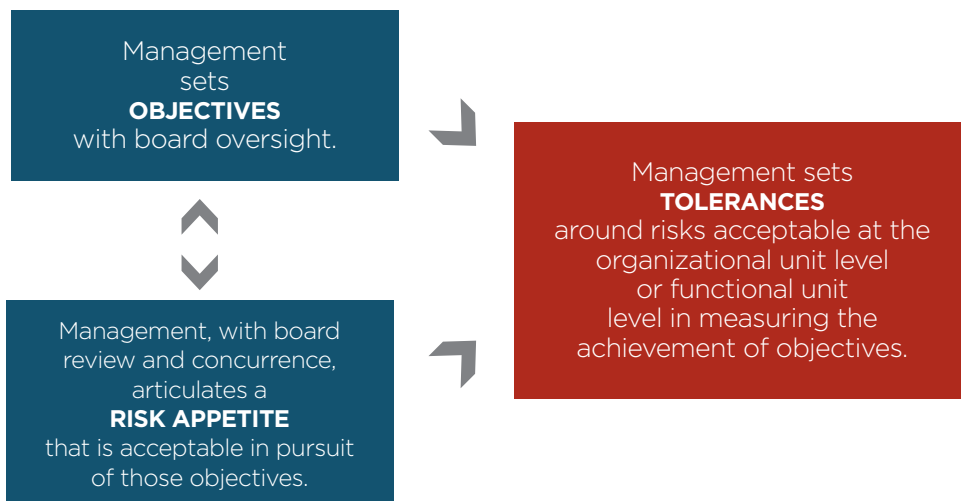 Management
sets
OBJECTIVES
with board oversight.
Management, with board
review and concurrence,
articulates a
RISK APPETITE
that is acceptable in pursuit
of those objectives.
Management sets
TOLERANCES
around risks acceptable at the
organizational unit level
or functional unit
level in measuring the
achievement of objectives.